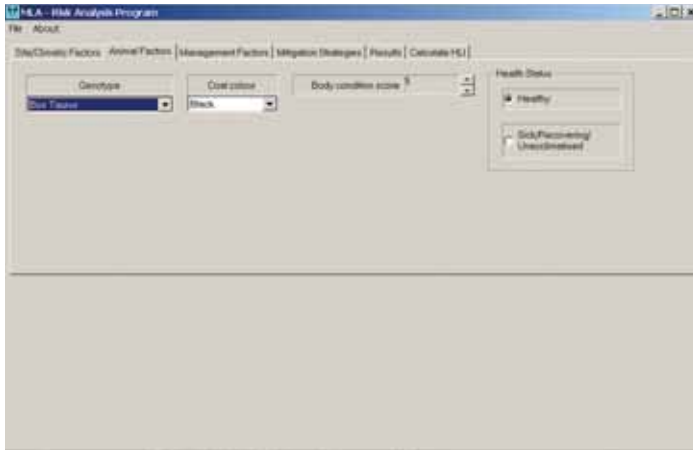 MLA - Risk Analysis Program
File About
Site/Climatic Factors Animal Factors Management Factors Mitigation Strategies Results Calculate HLI
Genotype Coat colour Body condition score 5 Health Status
Bos Taurus Black Healthy
Sick/Recovering/
Unacclimatised